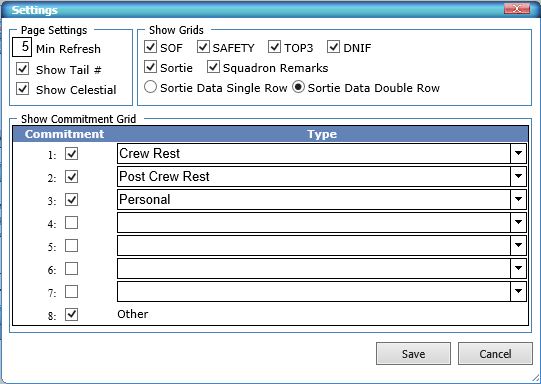 Settings
Page Settings
5 Min Refresh
Show Tail #
Show Celestial
Show Grids
SOF SAFETY TOP3 DNIF
Sortie Squadron Remarks
Sortie Data Single Row Sortie Data Double Row
Show Commitment Grid
Commitment Type
1: Crew Rest
2: Post Crew Rest
3: Personal
4:
5:
6:
7:
8: Other
Save Cancel